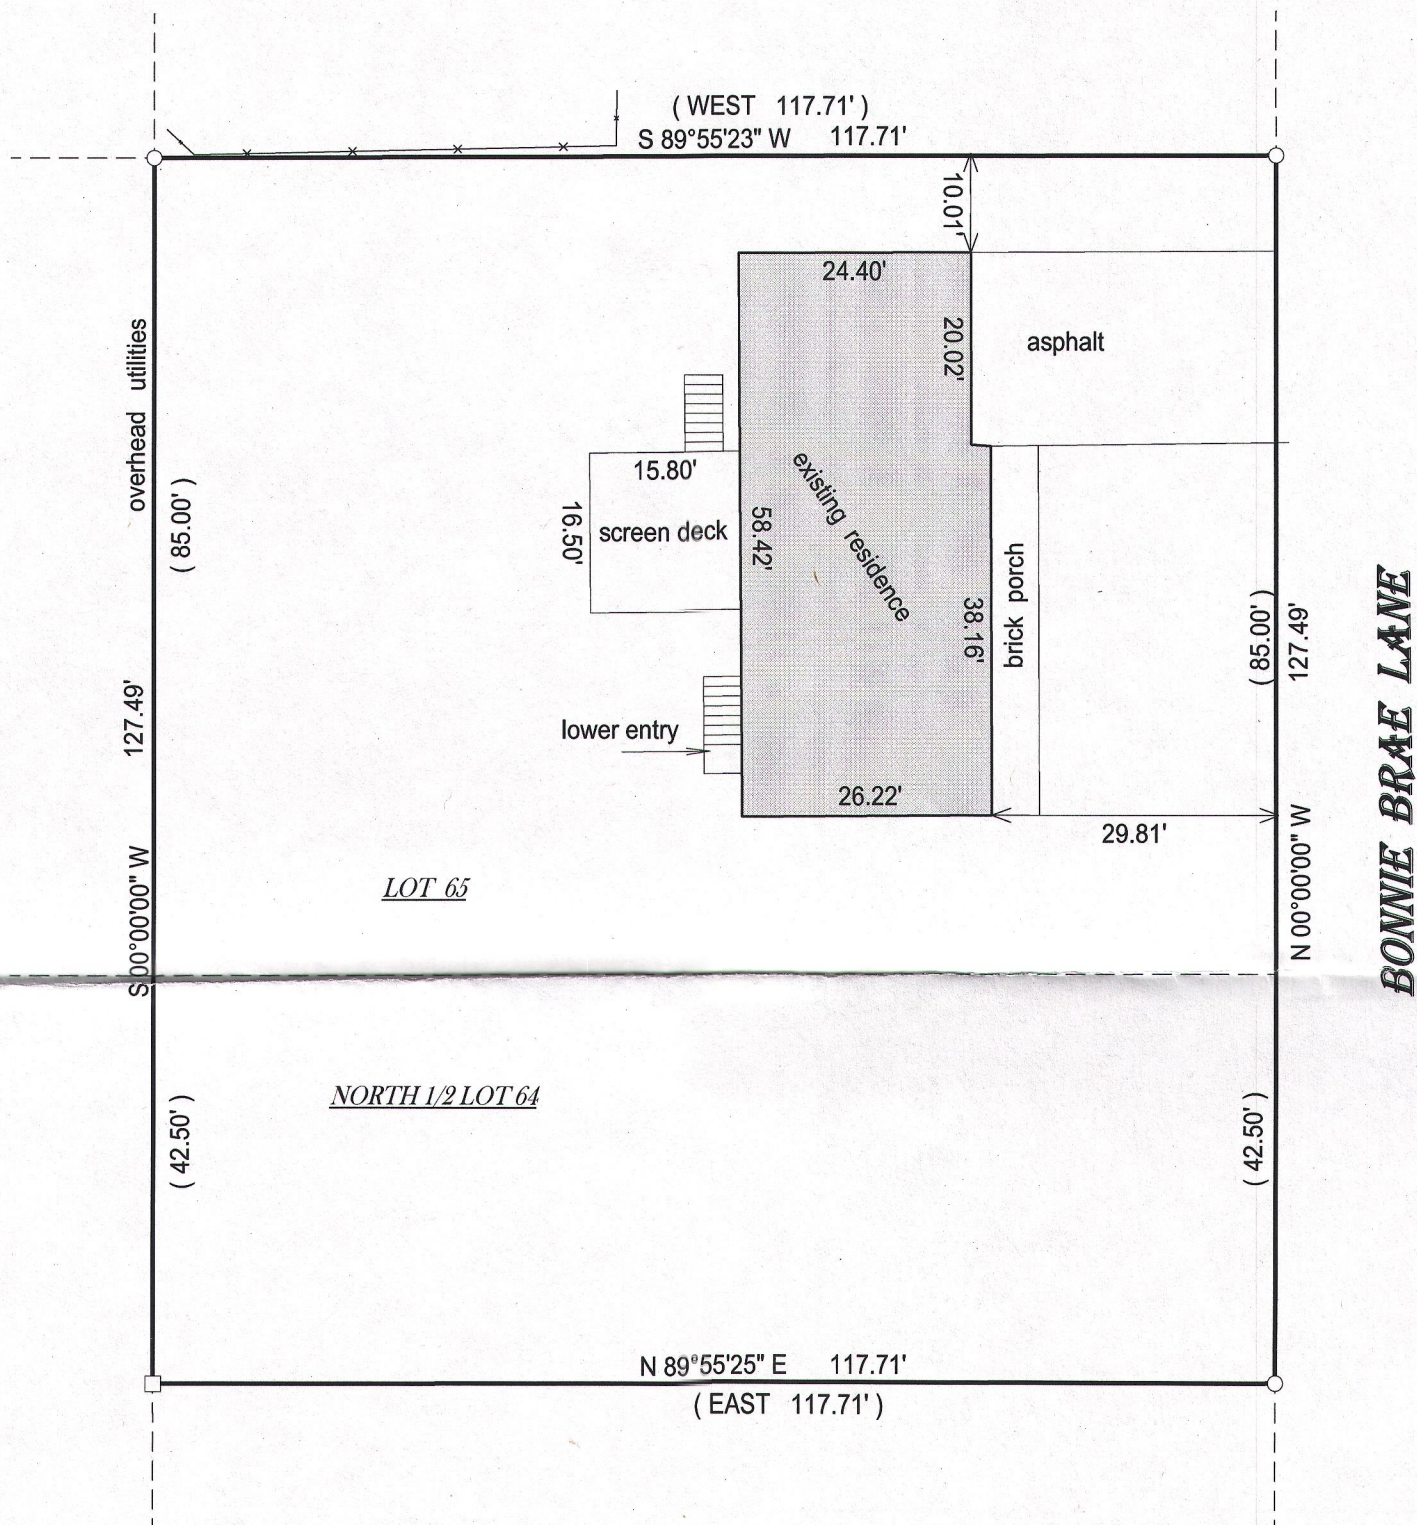 ( WEST 117.71' )
S 89°55'23" W 117.71'
10.01'
24.40'
20.02'
asphalt
overhead utilities
( 85.00' )
127.49'
S 00°00'00" W
15.80'
16.50'
screen deck
58.42'
existing residence
38.16'
brick porch
lower entry
26.22'
29.81'
( 85.00' )
127.49'
N 00°00'00" W
BONNIE BRAE LANE
LOT 65
NORTH 1/2 LOT 64
( 42.50' )
( 42.50' )
N 89°55'25" E 117.71'
( EAST 117.71' )